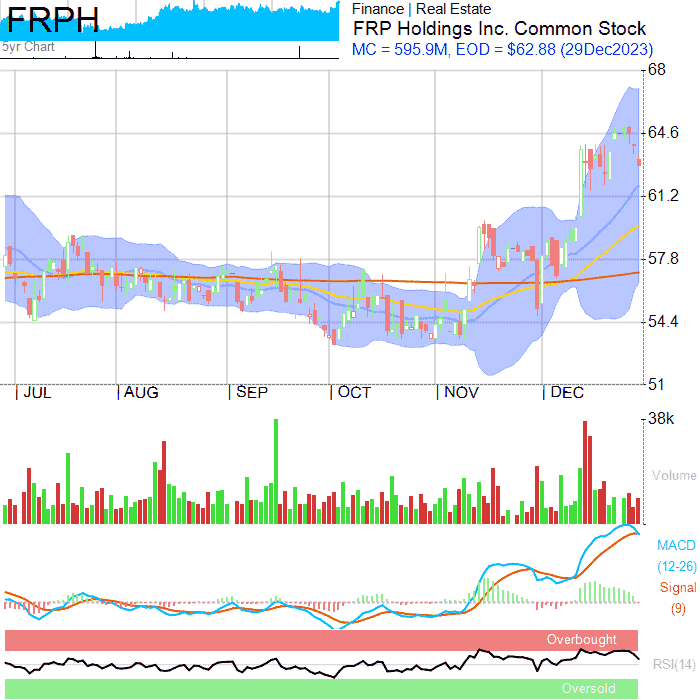 FRPH
5yr Chart
Finance | Real Estate
FRP Holdings Inc. Common Stock
MC = 595.9M, EOD = $62.88 (29Dec2023)
68
64.6
61.2
57.8
54.4
51
| JUL | AUG | SEP | OCT | NOV | DEC
38k
Volume
MACD
(12-26)
Signal
(9)
Overbought
RSI(14)
Oversold